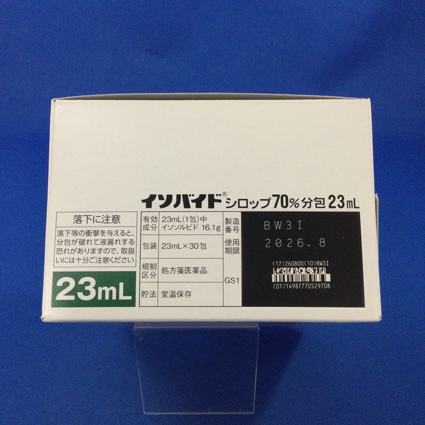 イソバイド® シロップ70%分包23mL
落下に注意
落下等の衝撃を与えると、
分包が破れて液漏れする
恐れがありますので、取扱
いには十分ご注意ください
23mL
有効成分 23mL(1包)中
イソソルビド 16.1g
包装 23mL×30包
規制区分 処方箋医薬品
貯法 室温保存
製造番号 BW3I
使用期限 2026.8
GS1
(17)260800(10)BW3I
(01)14987770529708